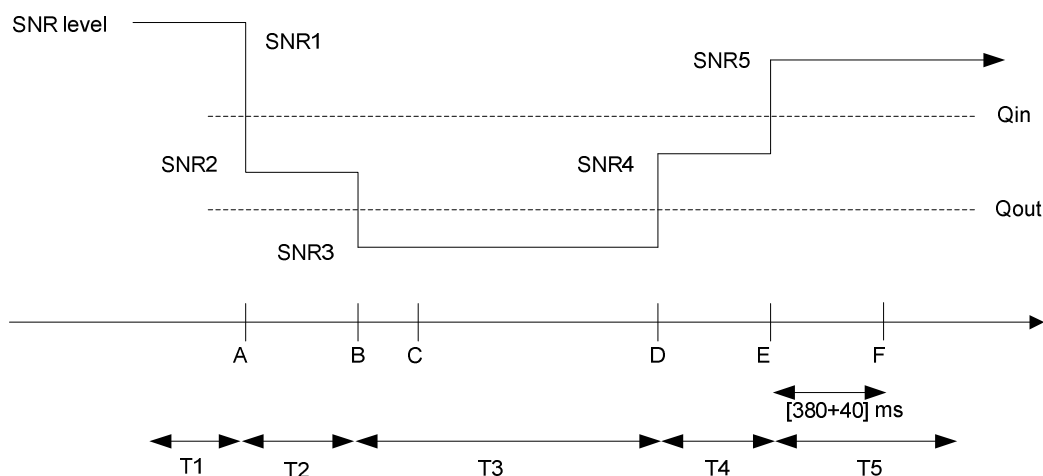 SNR level
SNR1
SNR5
Qin
SNR2
SNR4
Qout
SNR3
A
B
C
D
E
F
[380+40] ms
T1
T2
T3
T4
T5